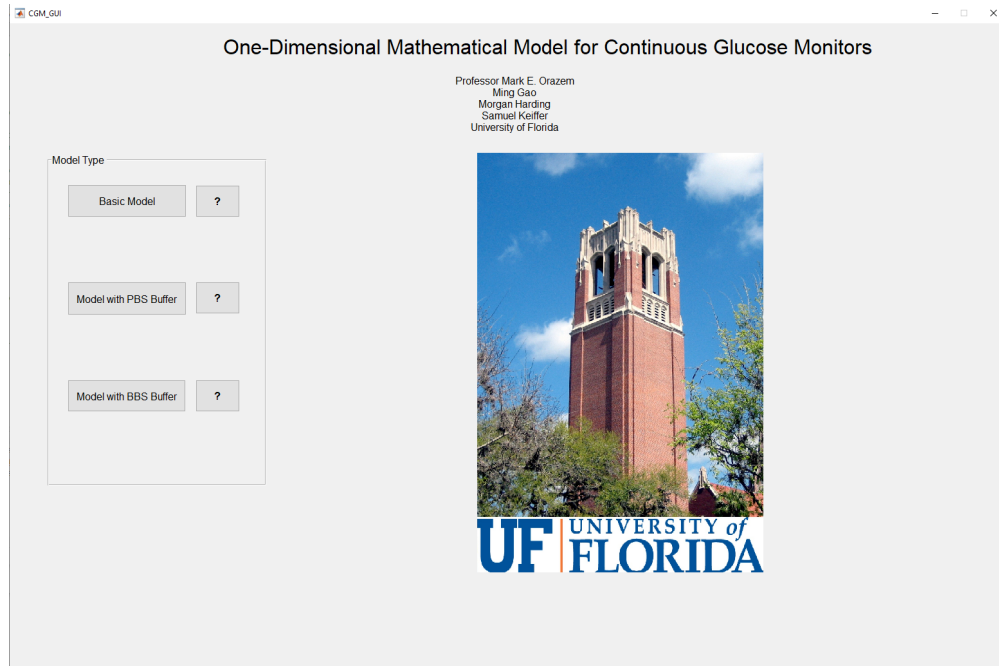 CGM_GUI
One-Dimensional Mathematical Model for Continuous Glucose Monitors
Professor Mark E. Orazem
Ming Gao
Morgan Harding
Samuel Keiffer
University of Florida
Model Type
Basic Model ?
Model with PBS Buffer ?
Model with BBS Buffer ?
UF UNIVERSITY of
FLORIDA